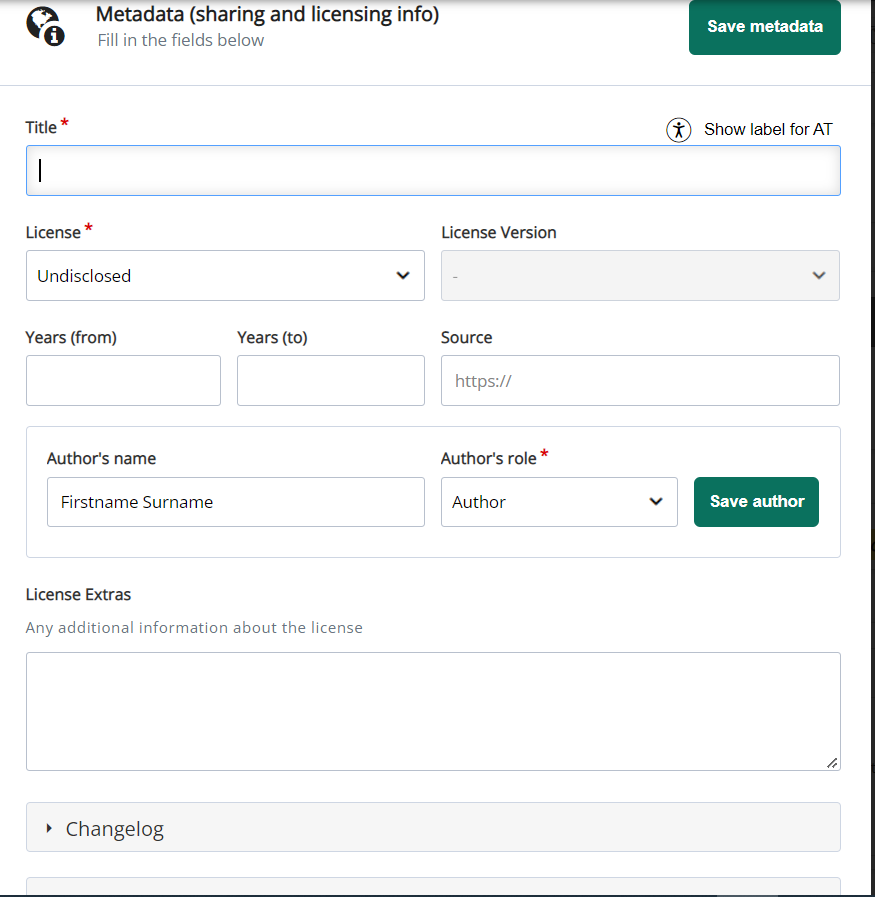 Metadata (sharing and licensing info)
Fill in the fields below
Save metadata
Title *
Show label for AT
License *
License Version
Undisclosed
-
Years (from)
Years (to)
Source
https://
Author's name
Author's role *
Firstname Surname
Author
Save author
License Extras
Any additional information about the license
Changelog